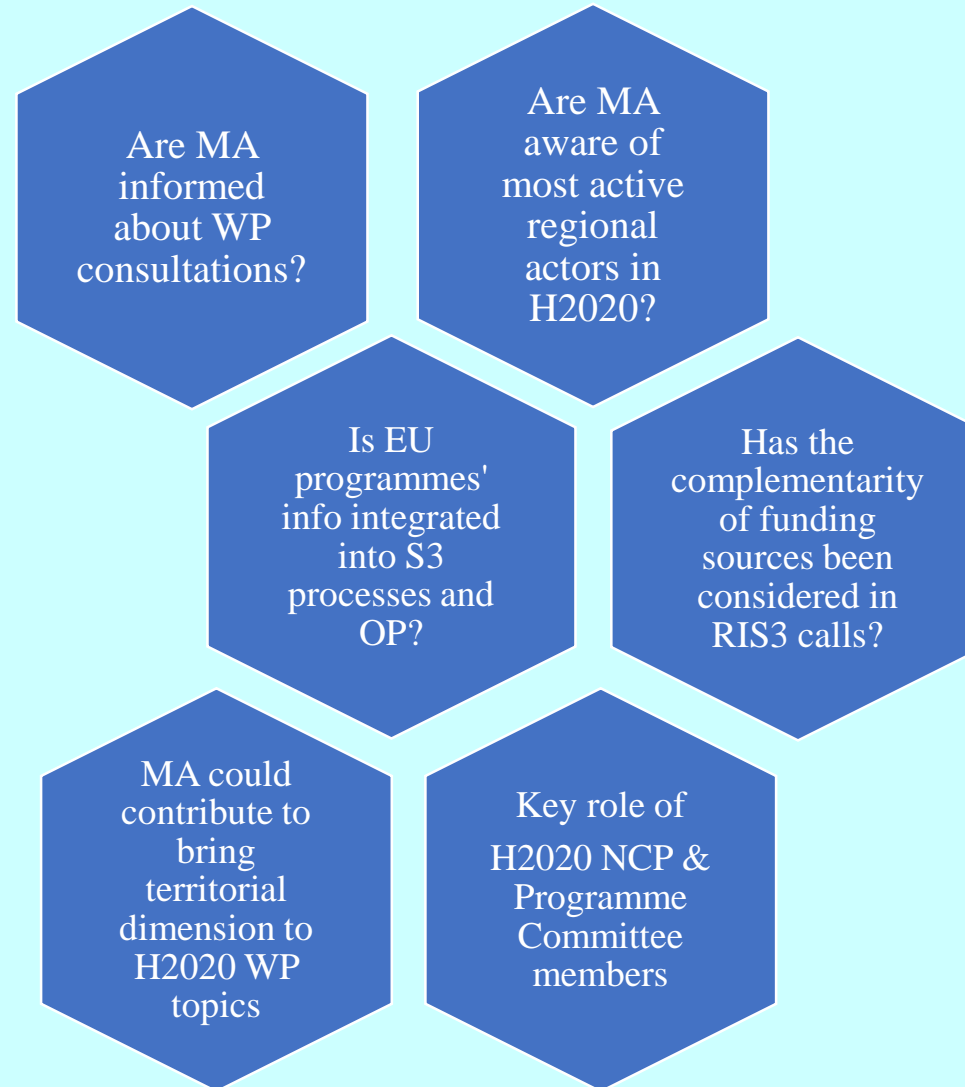 Are MA
informed
about WP
consultations?
Are MA
aware of
most active
regional
actors in
H2020?
Is EU
programmes'
info integrated
into S3
processes and
OP?
Has the
complementarity
of funding
sources been
considered in
RIS3 calls?
MA could
contribute to
bring
territorial
dimension to
H2020 WP
topics
Key role of
H2020 NCP &
Programme
Committee
members